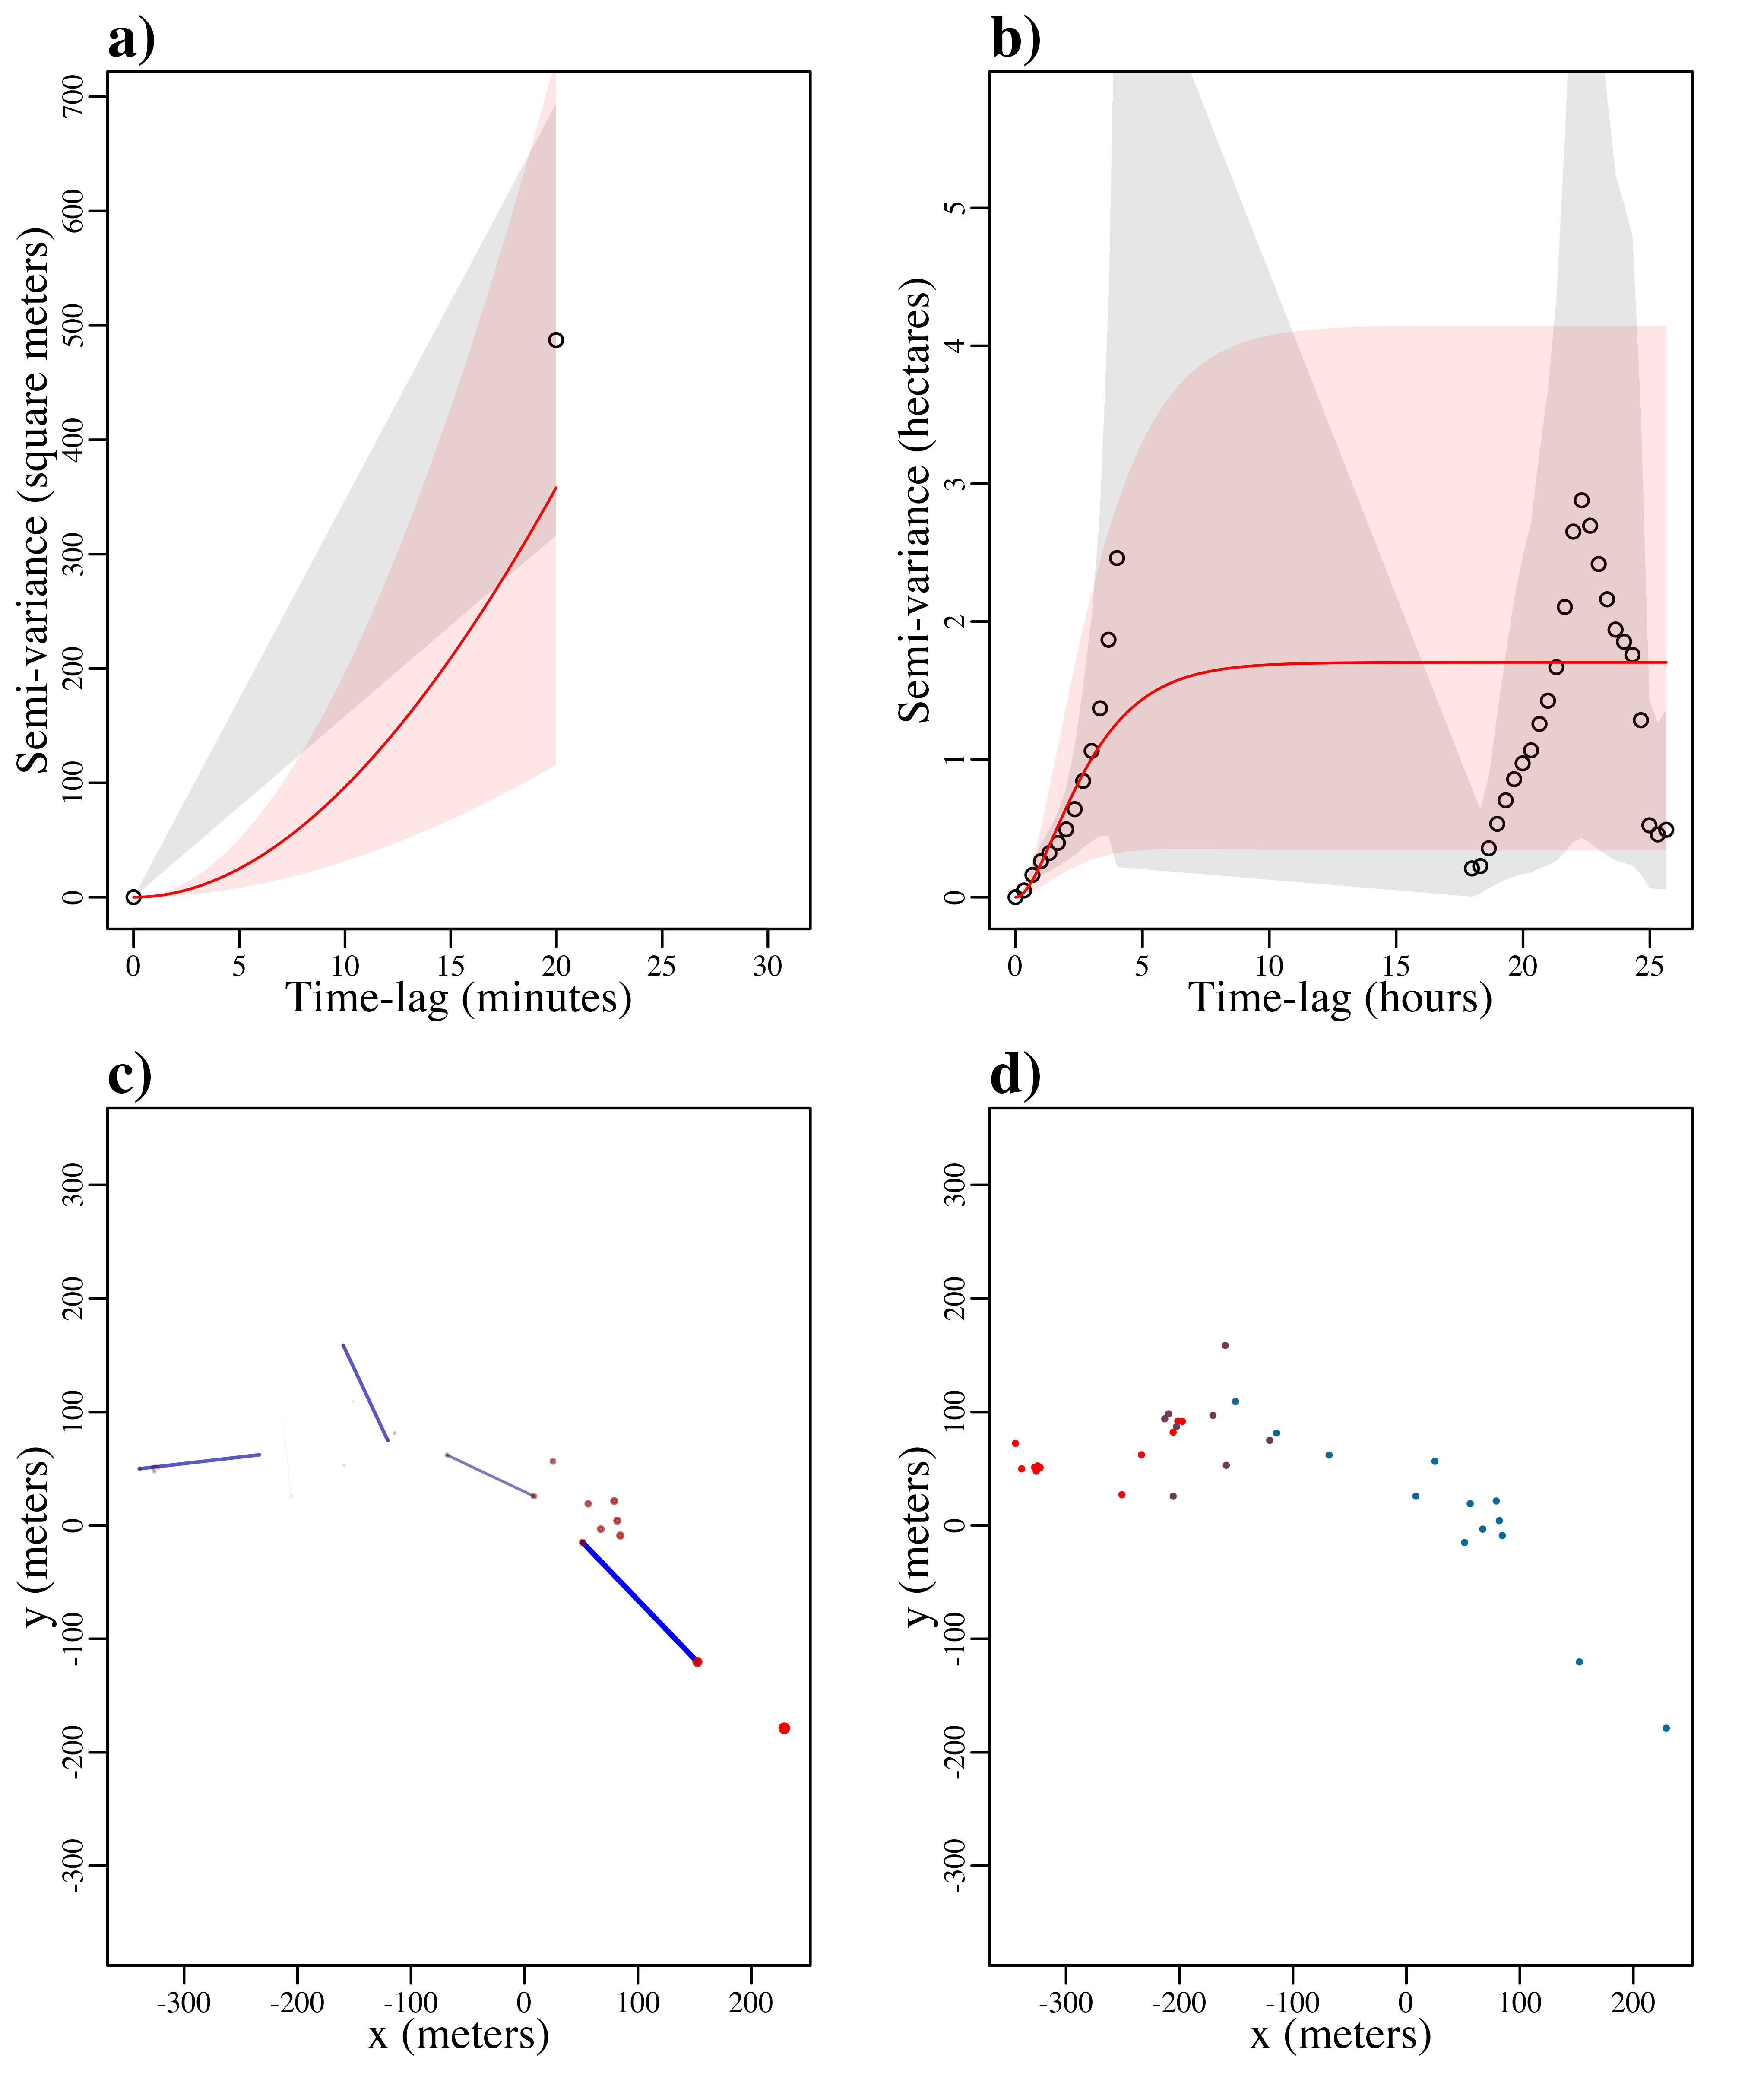 a)
Semi-variance (square meters)
700
600
500
400
300
200
100
0
0 5 10 15 20 25 30
Time-lag (minutes)
b)
Semi-variance (hectares)
5
4
3
2
1
0
0 5 10 15 20 25
Time-lag (hours)
c)
y (meters)
300
200
100
0
-100
-200
-300
-300 -200 -100 0 100 200
x (meters)
d)
y (meters)
300
200
100
0
-100
-200
-300
-300 -200 -100 0 100 200
x (meters)